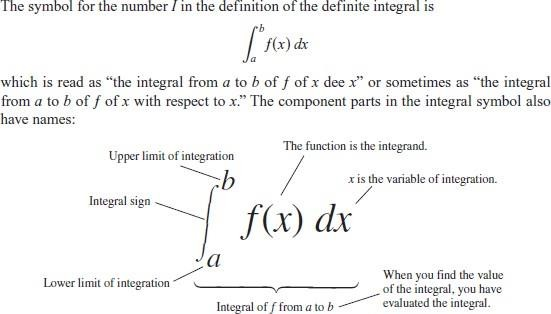 The symbol for the number I in the definition of the definite integral is
∫ₐᵇ f(x) dx
which is read as “the integral from a to b of f of x dee x” or sometimes as “the integral
from a to b of f of x with respect to x.” The component parts in the integral symbol also
have names:
The function is the integrand.
Upper limit of integration
x is the variable of integration.
Integral sign
∫ₐᵇ f(x) dx
Lower limit of integration
When you find the value
of the integral, you have
evaluated the integral.
Integral of f from a to b